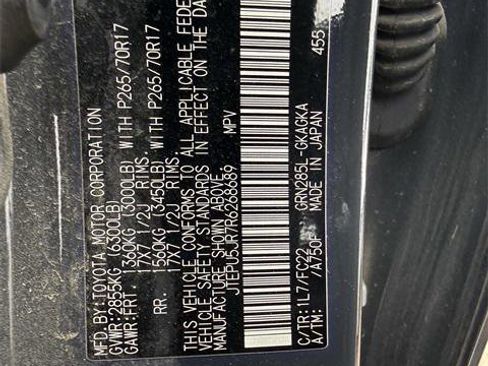 MFD.BY:TOYOTA MOTOR CORPORATION
GVWR:2855KG (6300LB)
GAWR:FRT. 1360KG (3000LB) WITH P265/70R17
17X7 1/2J RIMS.
RR. 1560KG (3450LB) WITH P265/70R17
17X7 1/2J RIMS.
THIS VEHICLE CONFORMS TO ALL APPLICABLE FEDE
VEHICLE SAFETY STANDARDS IN EFFECT ON THE DA
MANUFACTURE SHOWN ABOVE.
JTEPU5JR7R6268689 MPV
C/TR:1L7/FC22 GRN285L-GKAGKA
A/TM: /A750F MADE IN JAPAN
455